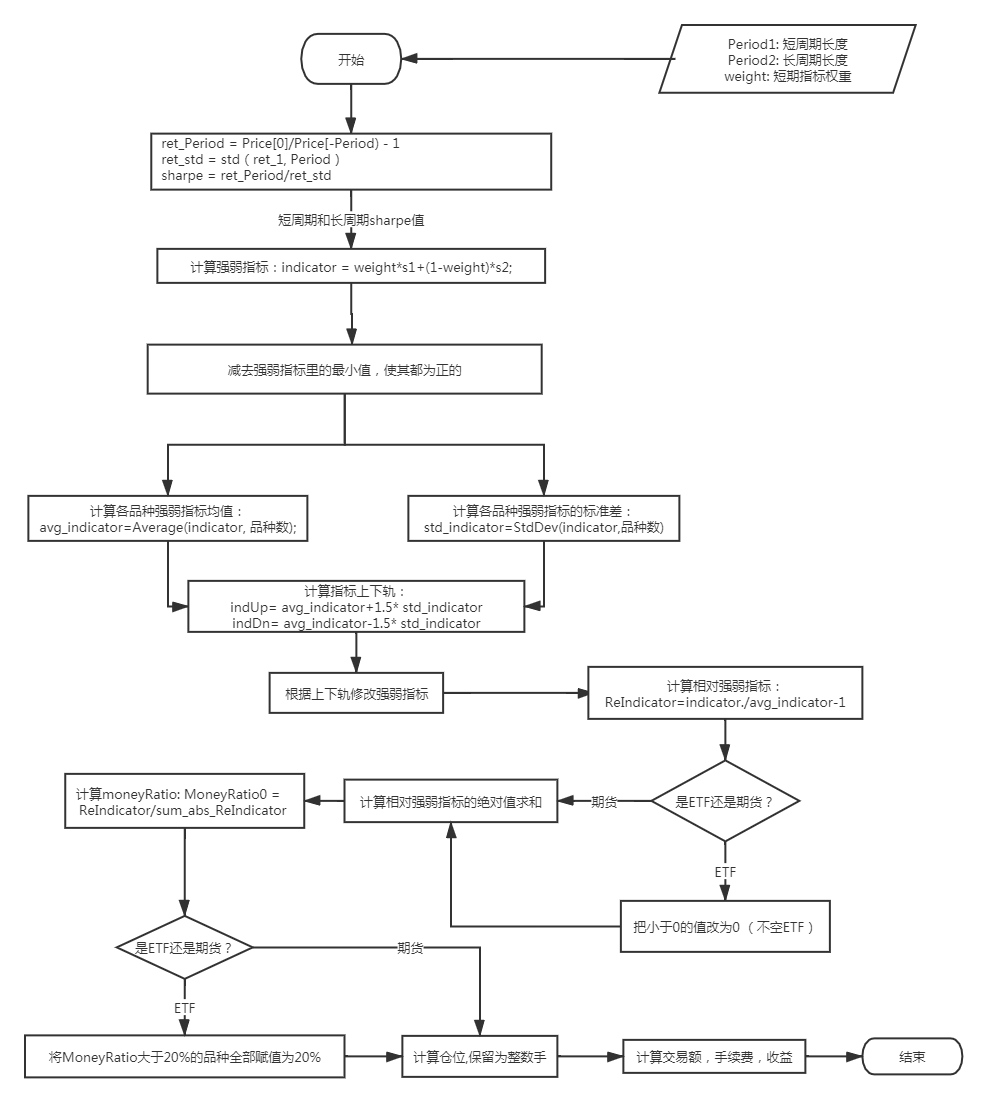 开始
Period1: 短周期长度
Period2: 长周期长度
weight: 短期指标权重
ret_Period = Price[0]/Price[-Period) - 1
ret_std = std（ret_1, Period ）
sharpe = ret_Period/ret_std
短周期和长周期sharpe值
计算强弱指标：indicator = weight*s1+(1-weight)*s2;
减去强弱指标里的最小值，使其都为正的
计算各品种强弱指标均值：
avg_indicator=Average(indicator, 品种数);
计算各品种强弱指标的标准差：
std_indicator=StdDev(indicator,品种数)
计算指标上下轨：
indUp= avg_indicator+1.5* std_indicator
indDn= avg_indicator-1.5* std_indicator
根据上下轨修改强弱指标
计算相对强弱指标：
ReIndicator=indicator./avg_indicator-1
计算moneyRatio: MoneyRatio0 =
ReIndicator/sum_abs_ReIndicator
计算相对强弱指标的绝对值求和
期货
是ETF还是期货？
ETF
把小于0的值改为0 （不空ETF）
是ETF还是期货？
期货
ETF
将MoneyRatio大于20%的品种全部赋值为20%
计算仓位,保留为整数手
计算交易额，手续费，收益
结束